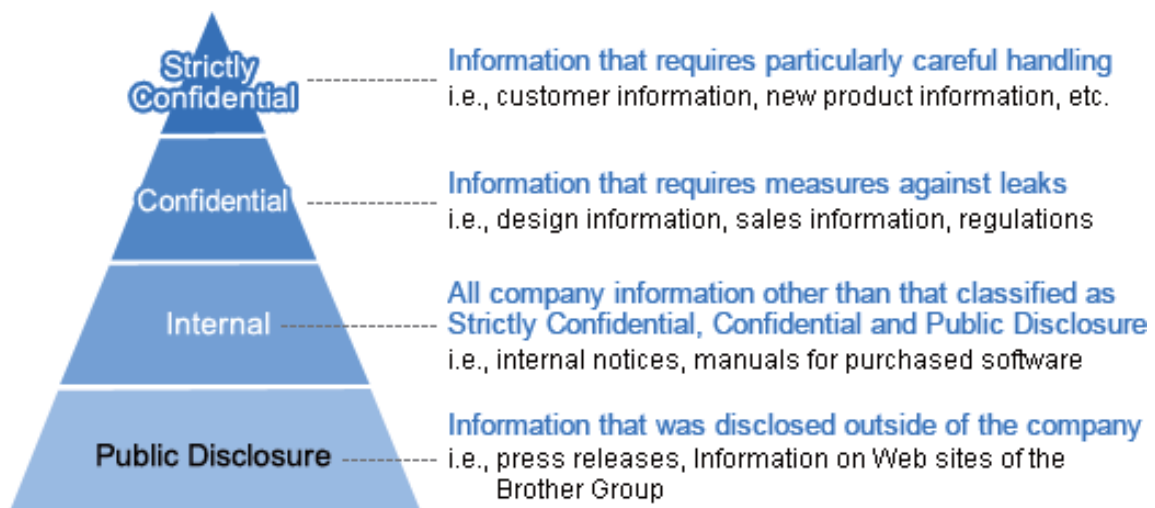 Strictly
Confidential
Information that requires particularly careful handling
i.e., customer information, new product information, etc.
Confidential
Information that requires measures against leaks
i.e., design information, sales information, regulations
Internal
All company information other than that classified as
Strictly Confidential, Confidential and Public Disclosure
i.e., internal notices, manuals for purchased software
Public Disclosure
Information that was disclosed outside of the company
i.e., press releases, Information on Web sites of the
Brother Group